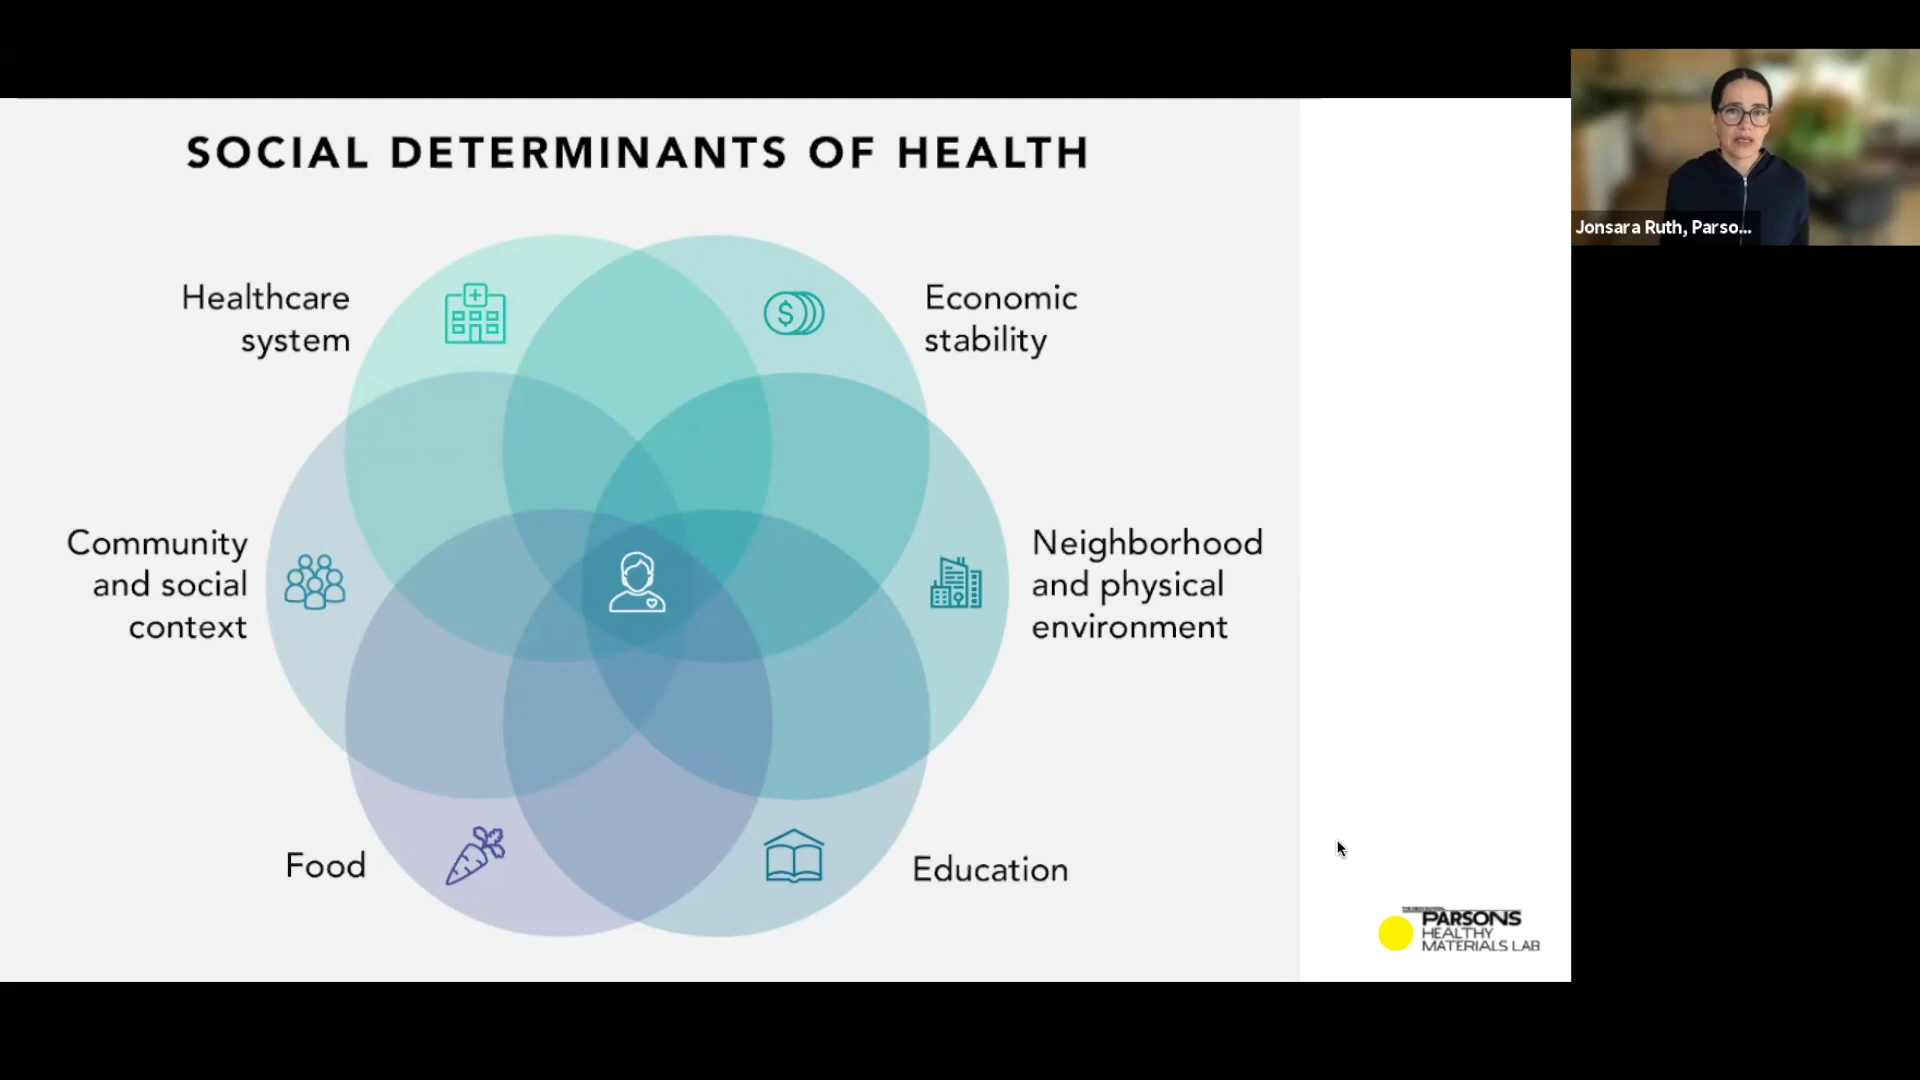 SOCIAL DETERMINANTS OF HEALTH
Healthcare
system
Economic
stability
Community
and social
context
Neighborhood
and physical
environment
Food
Education
$
PARSONS
HEALTHY
MATERIALS LAB
Jonsara Ruth, Parso...